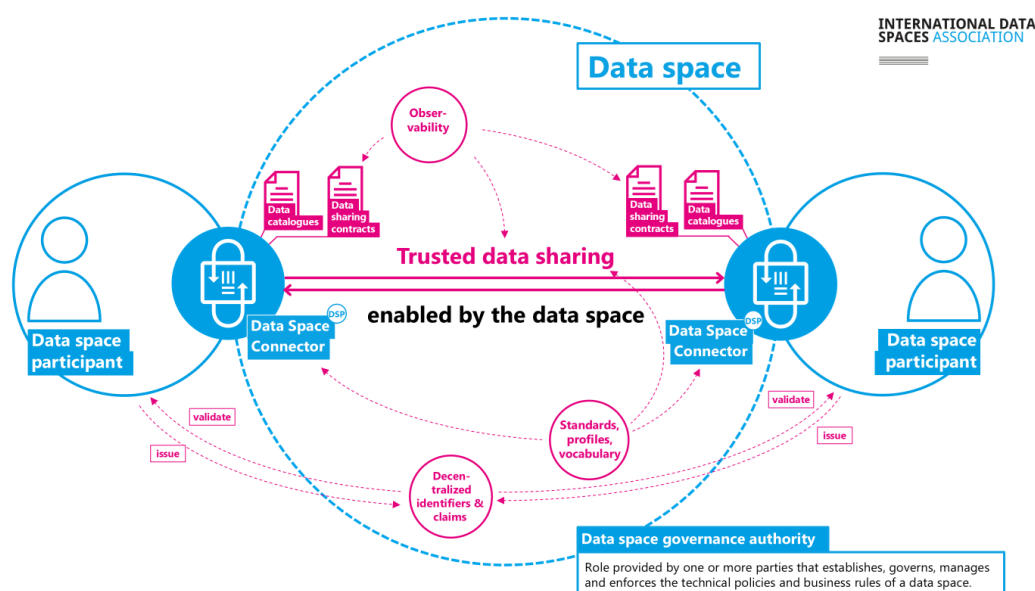 INTERNATIONAL DATA
SPACES ASSOCIATION
Data space
Obser-
vability
Data
catalogues
Data
sharing
contracts
Data
sharing
contracts
Data
catalogues
Trusted data sharing
enabled by the data space
DSP
Data Space
Connector
DSP
Data Space
Connector
Data space
participant
Data space
participant
validate
issue
validate
issue
Standards,
profiles,
vocabulary
Decen-
tralized
identifiers &
claims
Data space governance authority
Role provided by one or more parties that establishes, governs, manages
and enforces the technical policies and business rules of a data space.